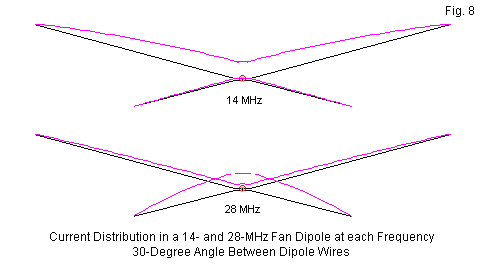 Fig. 8
14 MHz
28 MHz
Current Distribution in a 14- and 28-MHz Fan Dipole at each Frequency
30-Degree Angle Between Dipole Wires